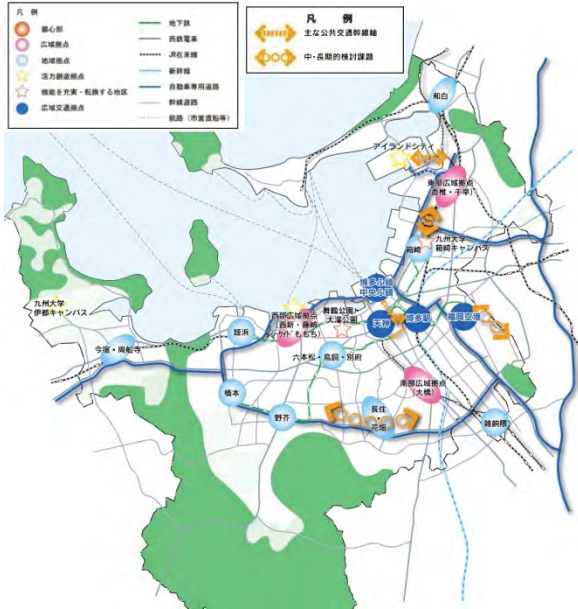 凡 例
都心部
広域拠点
地域拠点
活力創造拠点
機能を充実・転換する地区
広域交通拠点
地下鉄
西鉄電車
JR在来線
新幹線
自動車専用道路
幹線道路
航路（市営渡船等）
凡 例
主な公共交通幹線軸
中・長期的検討課題
和白
アイランドシティ
東部広域拠点
（香椎・千早）
九州大学
箱崎キャンパス
箱崎
博多ふ頭
中央ふ頭
九州大学
伊都キャンパス
西部広域拠点
（西新・藤崎
・シーサイドももち）
舞鶴公園・
大濠公園
天神
博多駅
福岡空港
姪浜
今宿・周船寺
六本松・鳥飼・別府
南部広域拠点
（大橋）
橋本
野芥
長住
・
花畑
雑餉隈